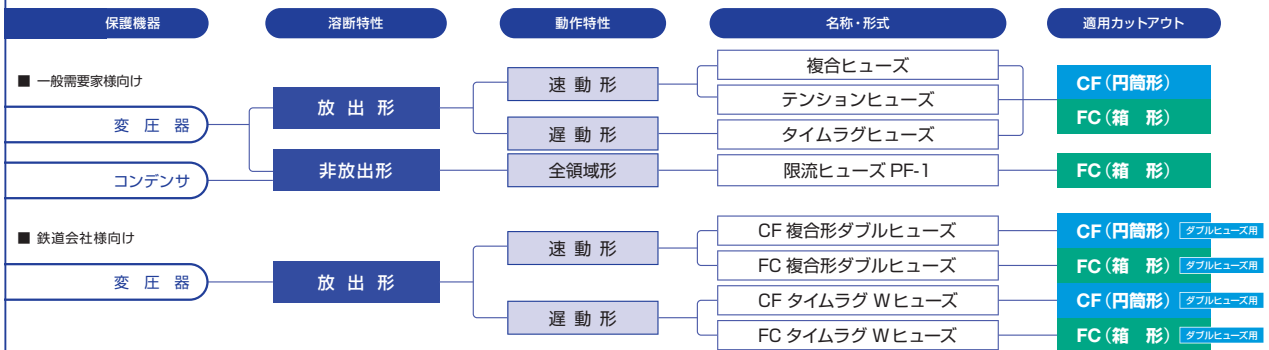 保護機器 溶断特性 動作特性 名称・形式 適用カットアウト
■ 一般需要家様向け
変圧器
コンデンサ
放出形
非放出形
速動形
遅動形
全領域形
複合ヒューズ
テンションヒューズ
タイムラグヒューズ
限流ヒューズ PF-1
CF(円筒形)
FC(箱 形)
FC(箱 形)
■ 鉄道会社様向け
変圧器
放出形
速動形
遅動形
CF 複合形ダブルヒューズ
FC 複合形ダブルヒューズ
CF タイムラグ W ヒューズ
FC タイムラグ W ヒューズ
CF(円筒形) ダブルヒューズ用
FC(箱 形) ダブルヒューズ用
CF(円筒形) ダブルヒューズ用
FC(箱 形) ダブルヒューズ用